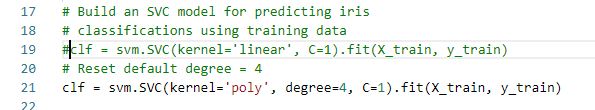 17 # Build an SVC model for predicting iris
18 # classifications using training data
19 #clf = svm.SVC(kernel='linear', C=1).fit(X_train, y_train)
20 # Reset default degree = 4
21 clf = svm.SVC(kernel='poly', degree=4, C=1).fit(X_train, y_train)
22